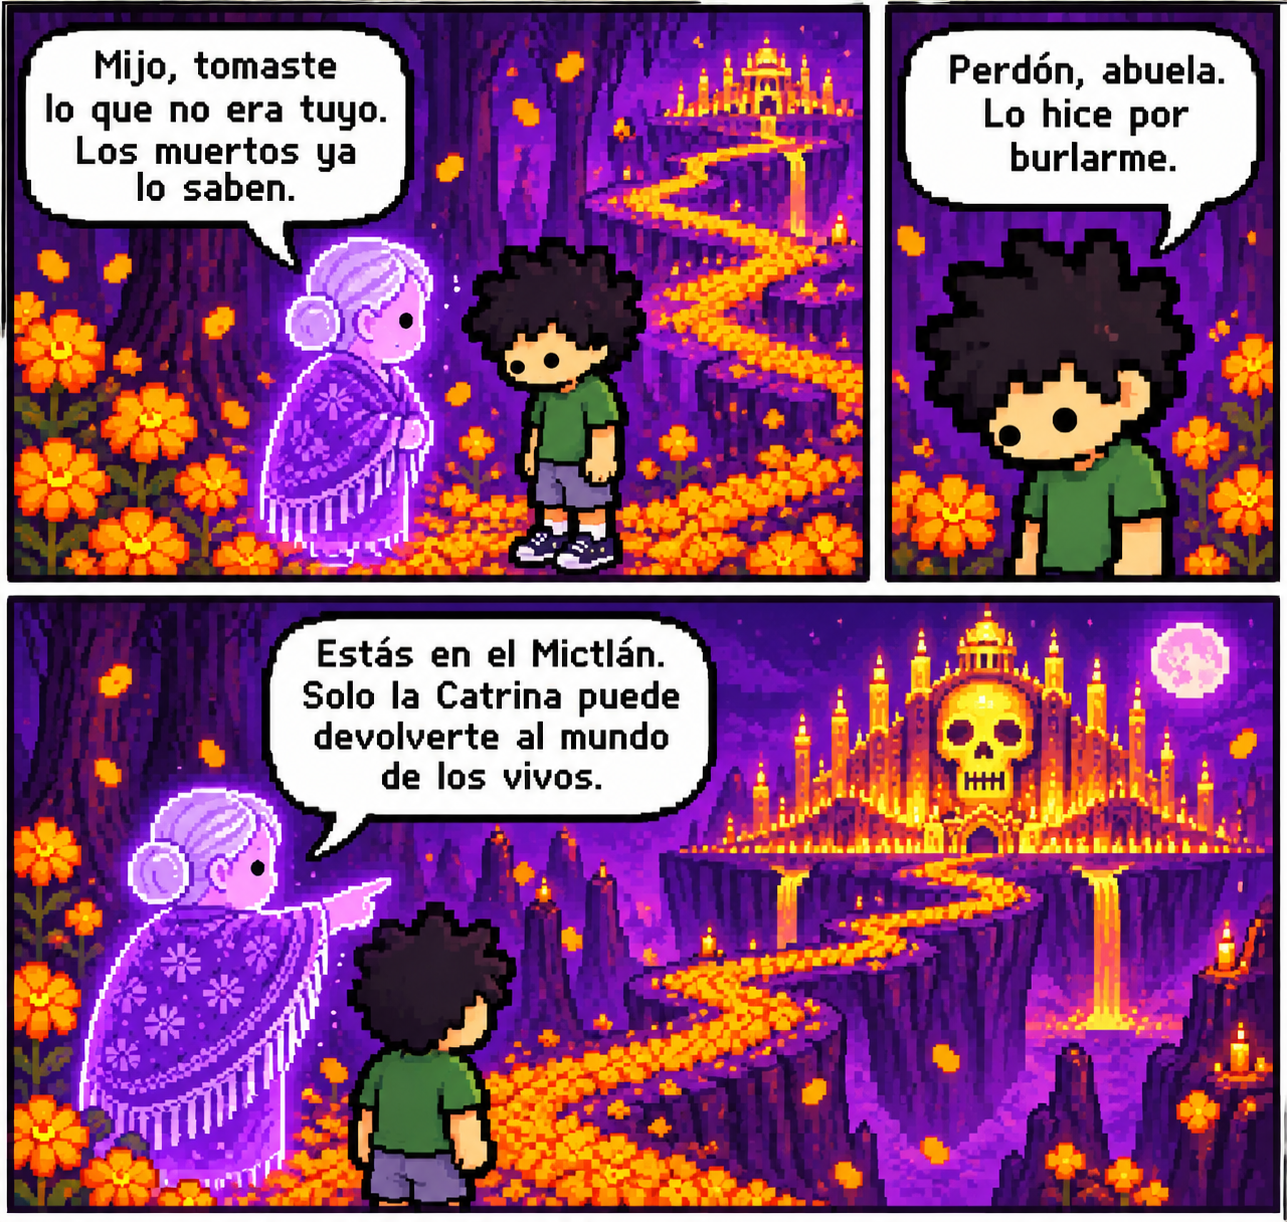 Mijo, tomaste
lo que no era tuyo.
Los muertos ya
lo saben.
Perdón, abuela.
Lo hice por
burlarme.
Estás en el Mictlán.
Solo la Catrina puede
devolverte al mundo
de los vivos.